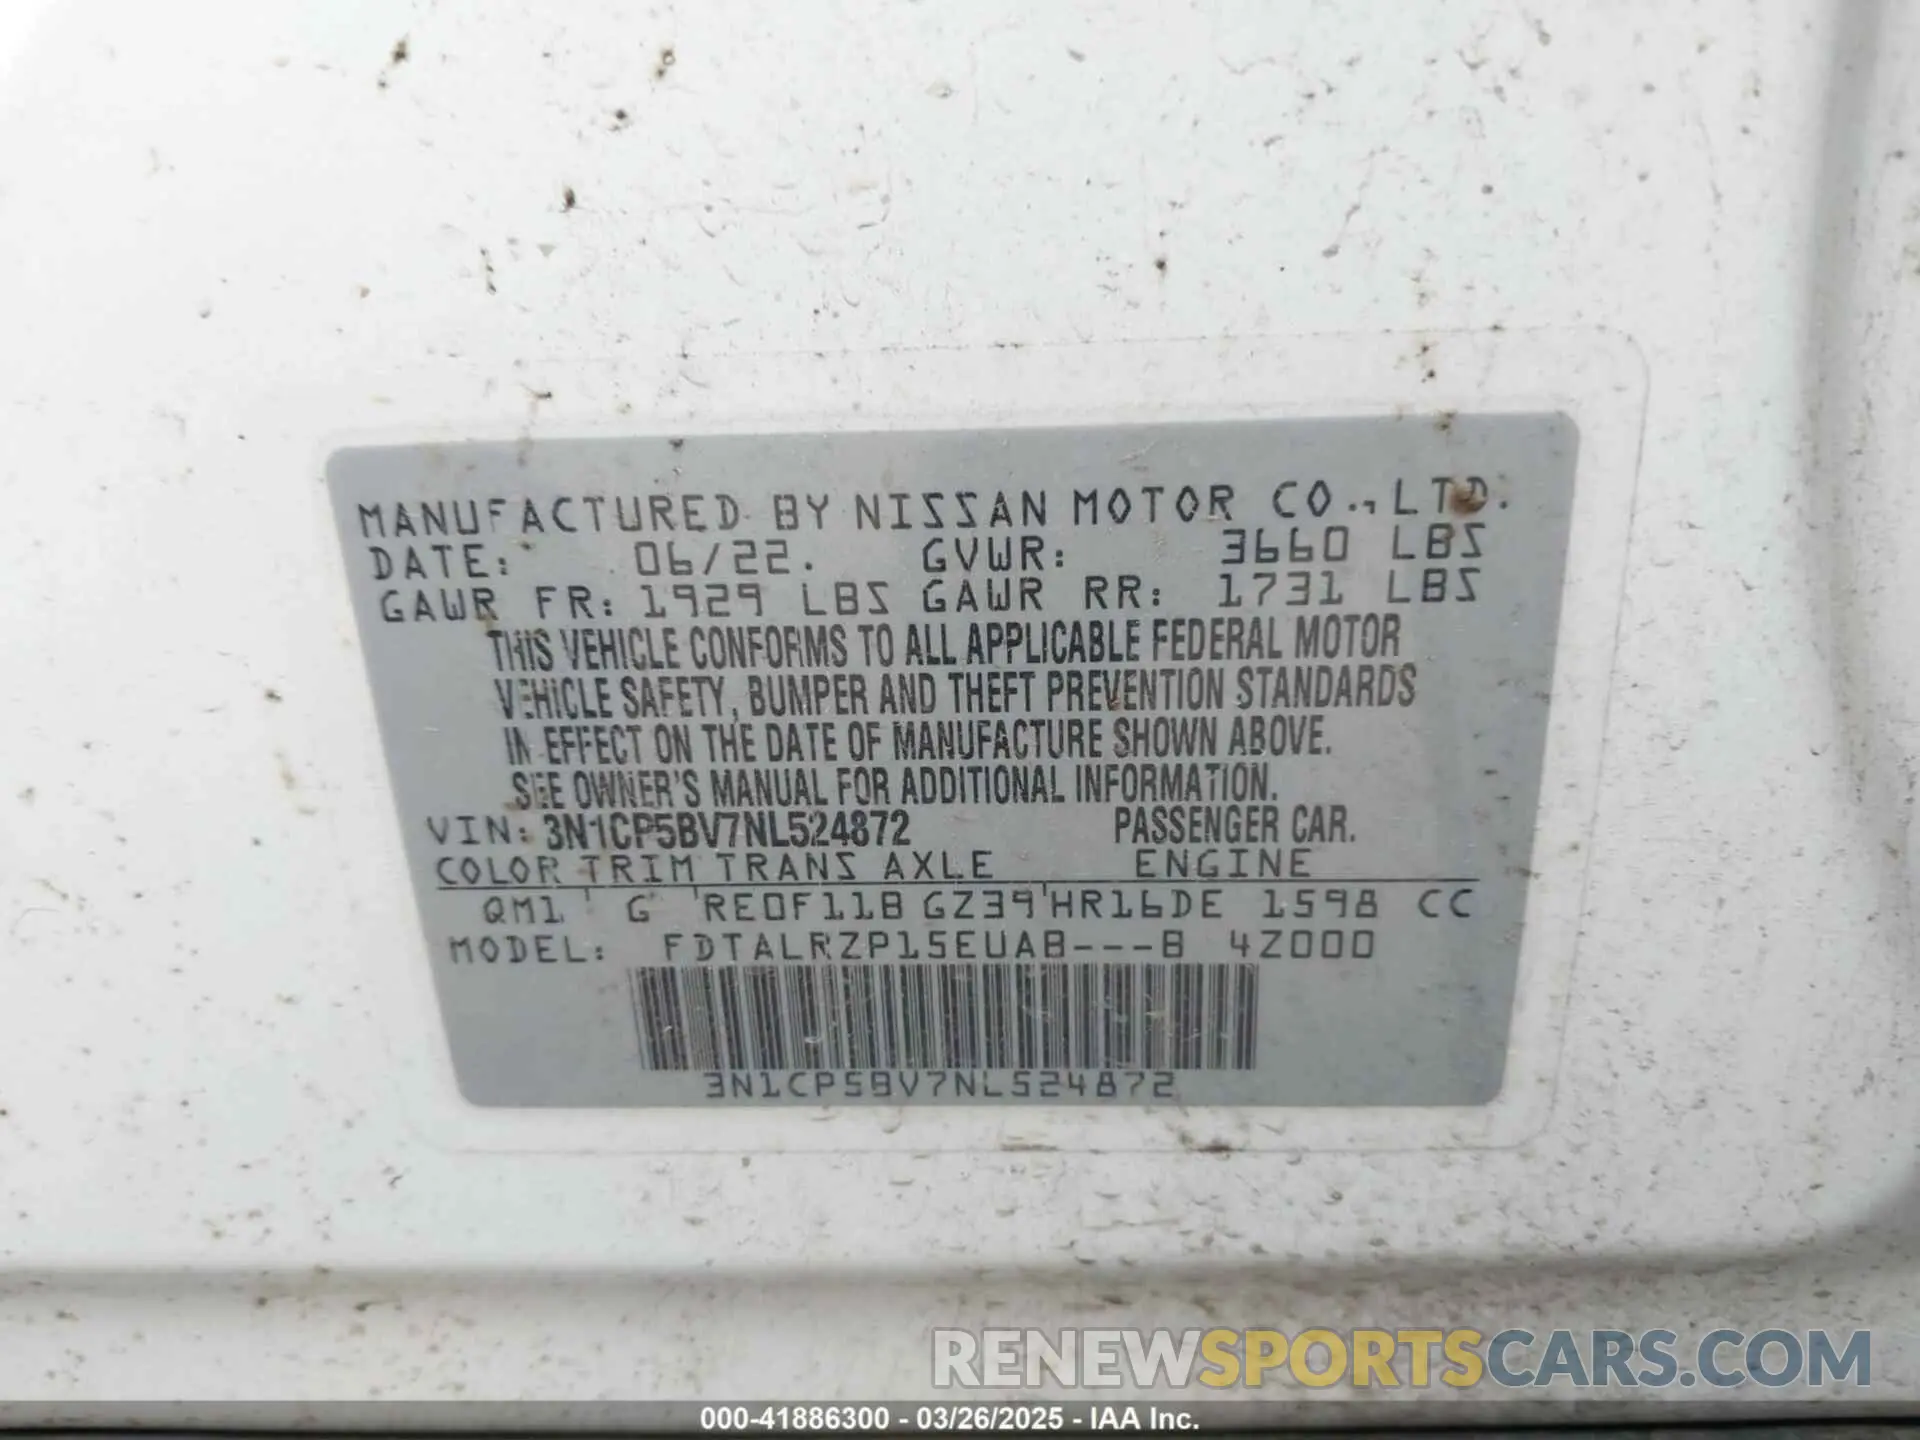 MANUFACTURED BY NISSAN MOTOR CO., LTD.
DATE: 06/22. GVWR: 3660 LBS
GAWR FR: 1929 LBS GAWR RR: 1731 LBS
THIS VEHICLE CONFORMS TO ALL APPLICABLE FEDERAL MOTOR
VEHICLE SAFETY, BUMPER AND THEFT PREVENTION STANDARDS
IN EFFECT ON THE DATE OF MANUFACTURE SHOWN ABOVE.
SEE OWNER'S MANUAL FOR ADDITIONAL INFORMATION.
VIN: 3N1CP5BV7NL524872 PASSENGER CAR.
COLOR TRIM TRANS AXLE ENGINE
QM1 G RE0F11B GZ39 HR16DE 1598 CC
MODEL: FDTALRZP15EUAB---B 4Z000
3N1CP5BV7NL524872
RENEWSPORTSCARS.COM
000-41886300 - 03/26/2025 - IAA Inc.